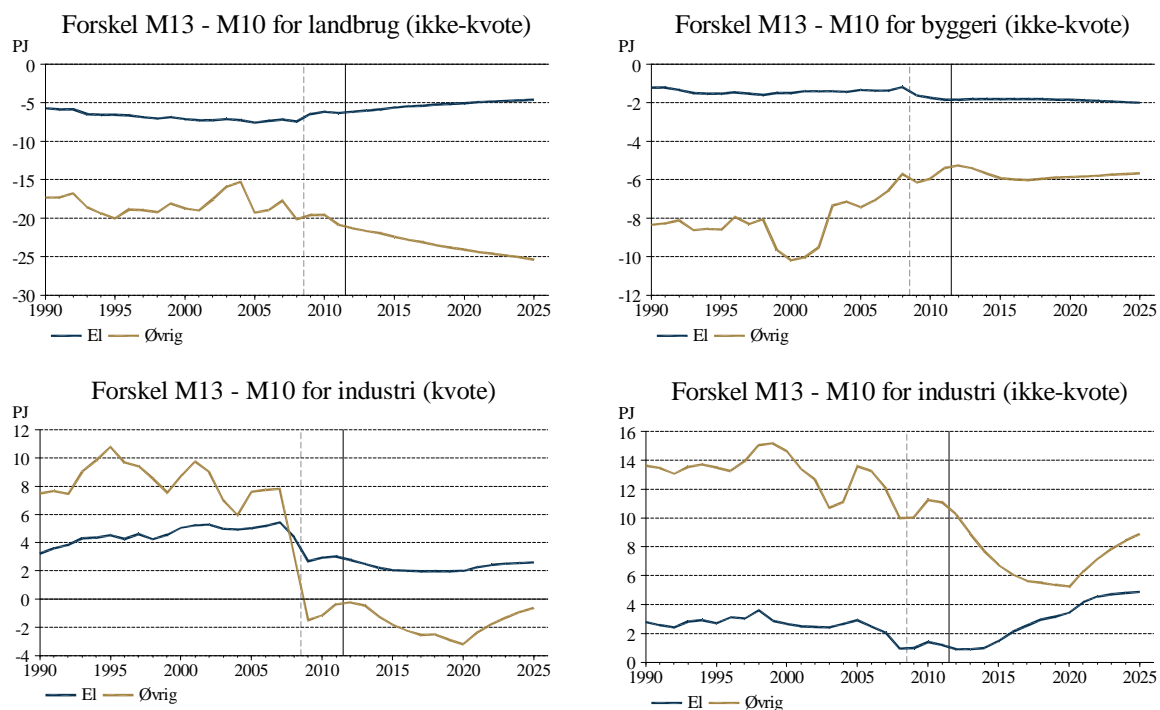 Forskel M13 - M10 for landbrug (ikke-kvote)
PJ
0
-5
-10
-15
-20
-25
-30
1990 1995 2000 2005 2010 2015 2020 2025
El Øvrig
Forskel M13 - M10 for byggeri (ikke-kvote)
PJ
0
-2
-4
-6
-8
-10
-12
1990 1995 2000 2005 2010 2015 2020 2025
El Øvrig
Forskel M13 - M10 for industri (kvote)
PJ
12
10
8
6
4
2
0
-2
-4
1990 1995 2000 2005 2010 2015 2020 2025
El Øvrig
Forskel M13 - M10 for industri (ikke-kvote)
PJ
16
14
12
10
8
6
4
2
0
1990 1995 2000 2005 2010 2015 2020 2025
El Øvrig